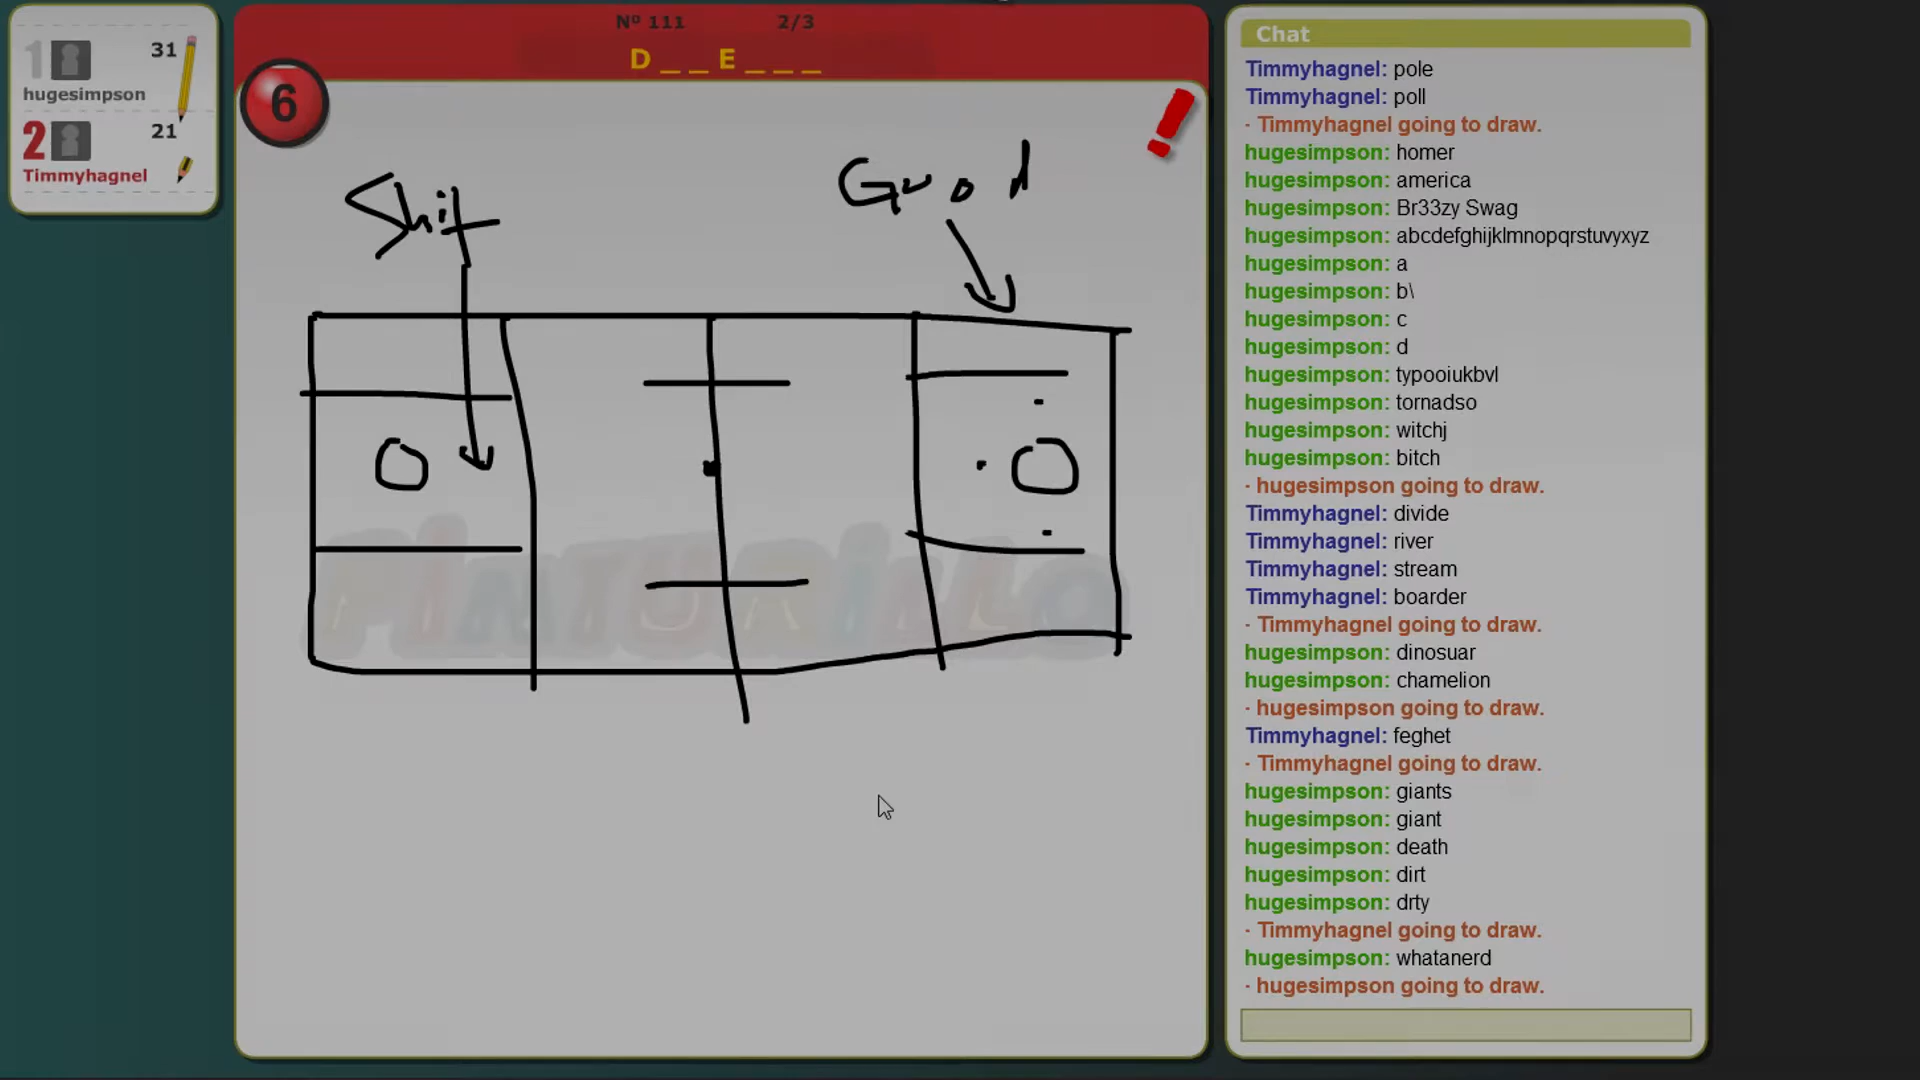 1 31
hugesimpson
2 21
Timmyhagnel
Nº 111 2/3
D _ _ E _ _ _
6
!
Shit
Good
PINTURILLO
Chat
Timmyhagnel: pole
Timmyhagnel: poll
· Timmyhagnel going to draw.
hugesimpson: homer
hugesimpson: america
hugesimpson: Br33zy Swag
hugesimpson: abcdefghijklmnopqrstuvyxyz
hugesimpson: a
hugesimpson: b\
hugesimpson: c
hugesimpson: d
hugesimpson: typooiukbvl
hugesimpson: tornadso
hugesimpson: witchj
hugesimpson: bitch
· hugesimpson going to draw.
Timmyhagnel: divide
Timmyhagnel: river
Timmyhagnel: stream
Timmyhagnel: boarder
· Timmyhagnel going to draw.
hugesimpson: dinosuar
hugesimpson: chamelion
· hugesimpson going to draw.
Timmyhagnel: feghet
· Timmyhagnel going to draw.
hugesimpson: giants
hugesimpson: giant
hugesimpson: death
hugesimpson: dirt
hugesimpson: drty
· Timmyhagnel going to draw.
hugesimpson: whatanerd
· hugesimpson going to draw.